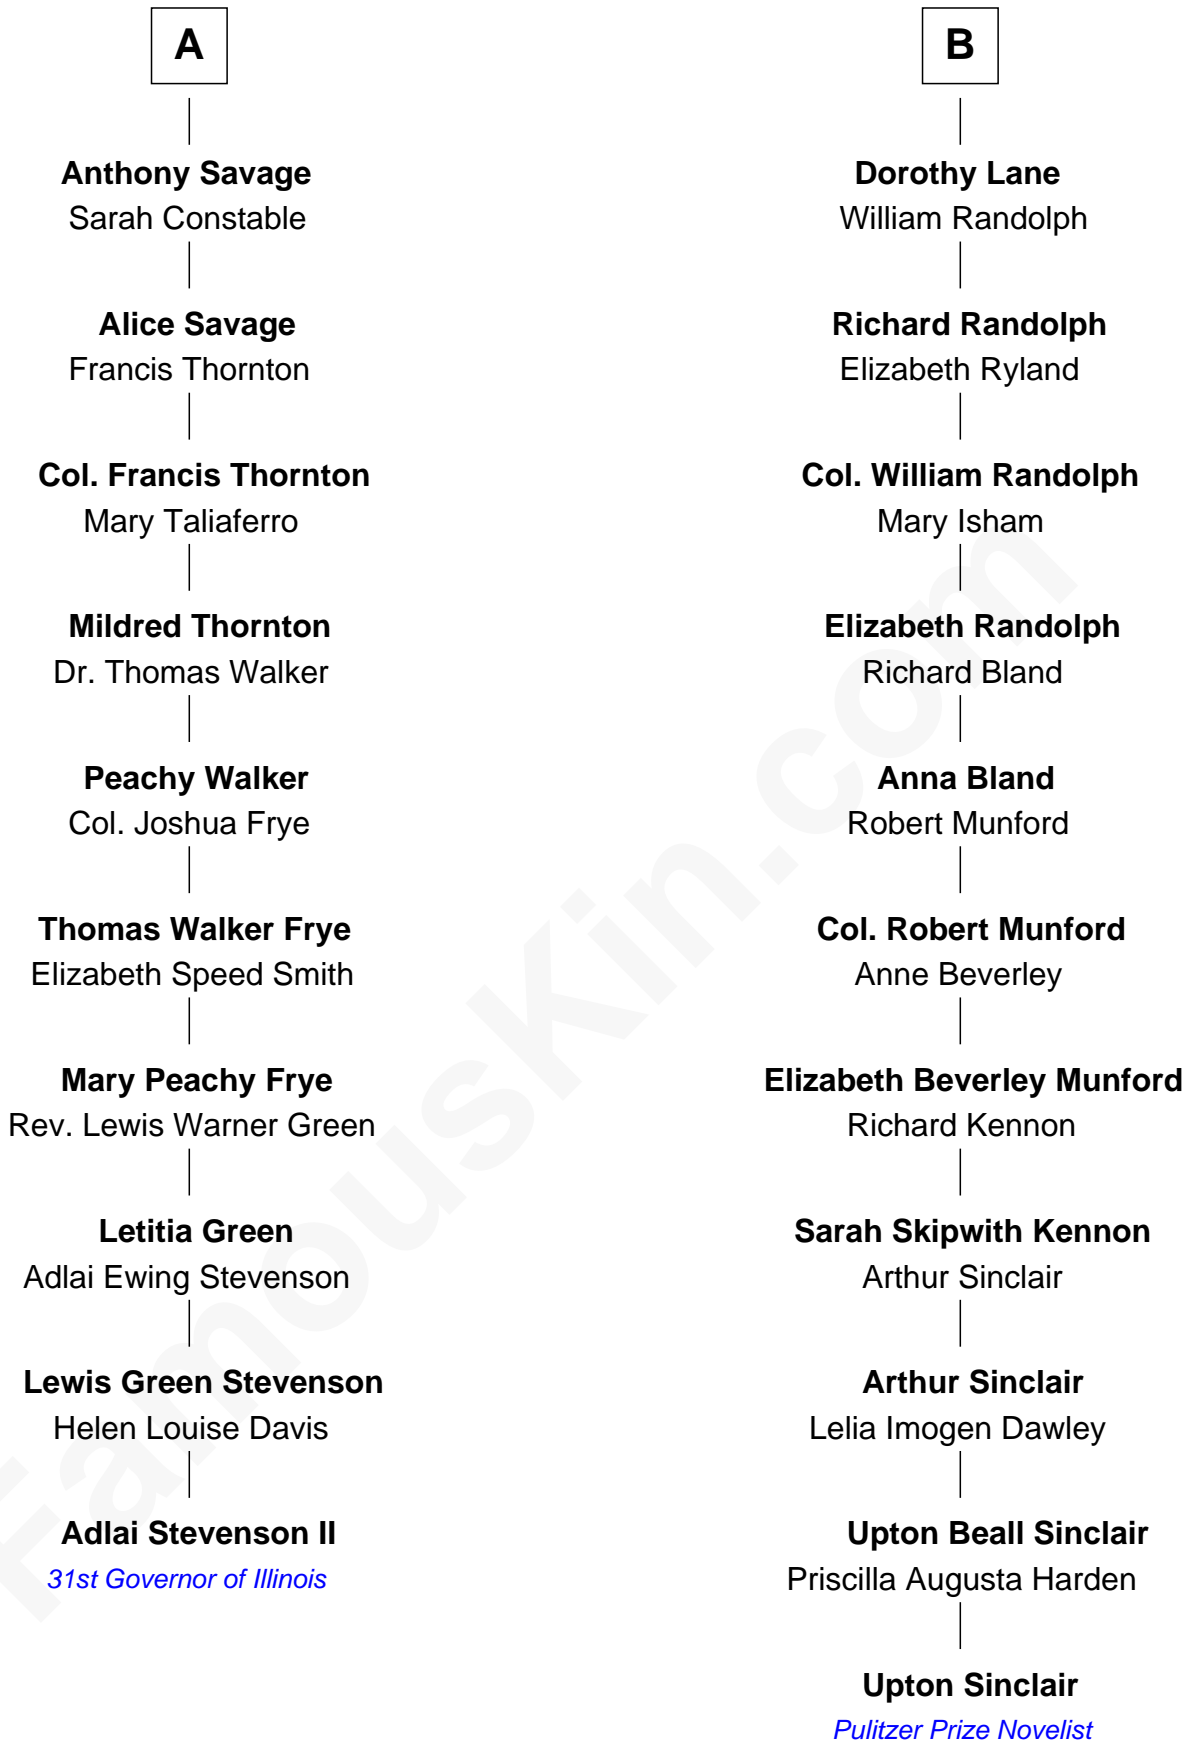 A
Anthony Savage
Sarah Constable
Alice Savage
Francis Thornton
Col. Francis Thornton
Mary Taliaferro
Mildred Thornton
Dr. Thomas Walker
Peachy Walker
Col. Joshua Frye
Thomas Walker Frye
Elizabeth Speed Smith
Mary Peachy Frye
Rev. Lewis Warner Green
Letitia Green
Adlai Ewing Stevenson
Lewis Green Stevenson
Helen Louise Davis
Adlai Stevenson II
31st Governor of Illinois
B
Dorothy Lane
William Randolph
Richard Randolph
Elizabeth Ryland
Col. William Randolph
Mary Isham
Elizabeth Randolph
Richard Bland
Anna Bland
Robert Munford
Col. Robert Munford
Anne Beverley
Elizabeth Beverley Munford
Richard Kennon
Sarah Skipwith Kennon
Arthur Sinclair
Arthur Sinclair
Lelia Imogen Dawley
Upton Beall Sinclair
Priscilla Augusta Harden
Upton Sinclair
Pulitzer Prize Novelist
FamousKin.com